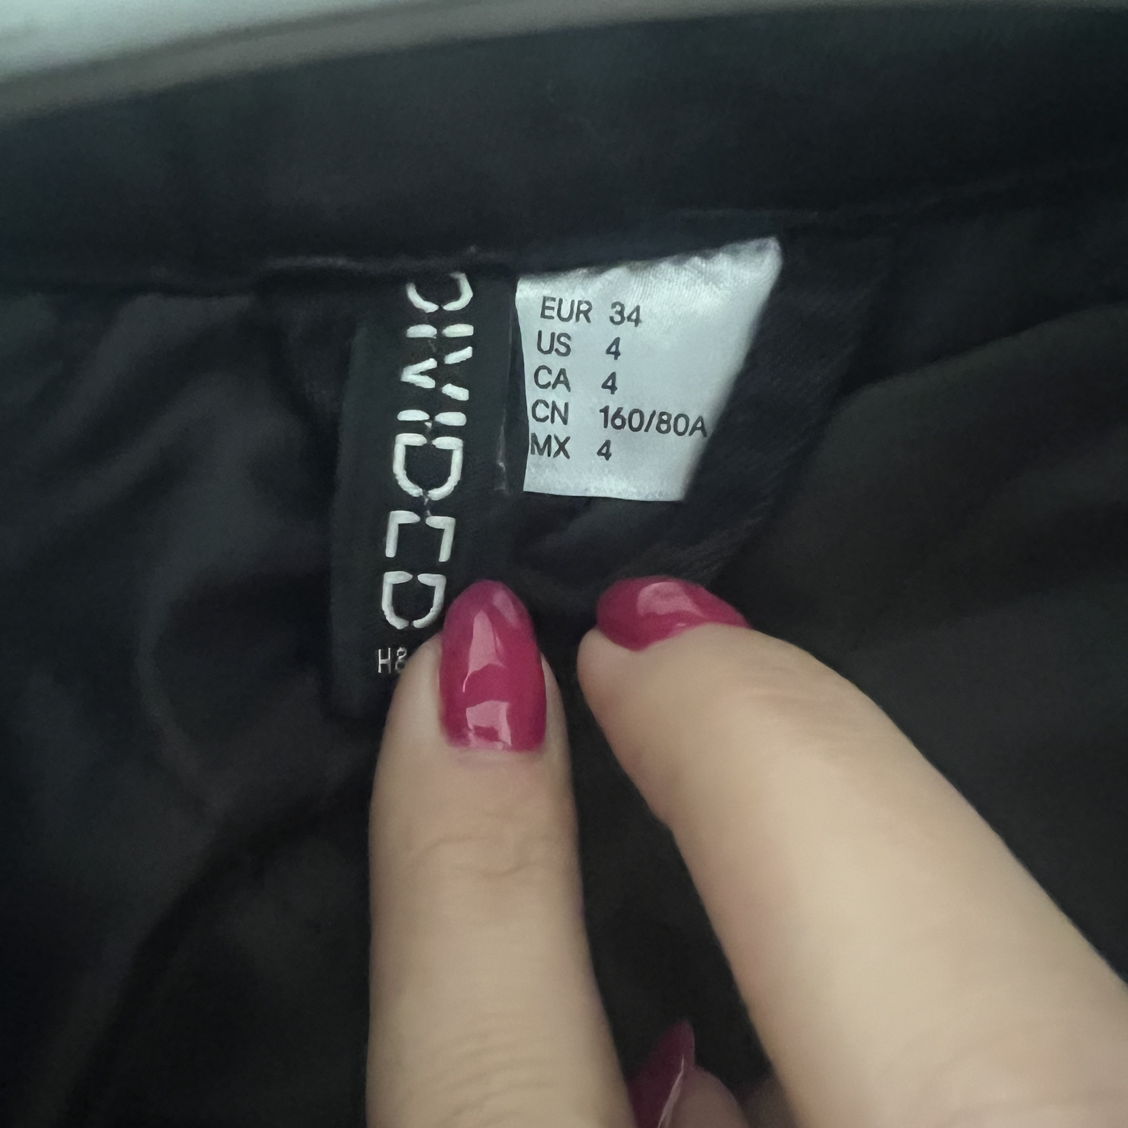 DIVIDED
H&
EUR 34
US 4
CA 4
CN 160/80A
MX 4